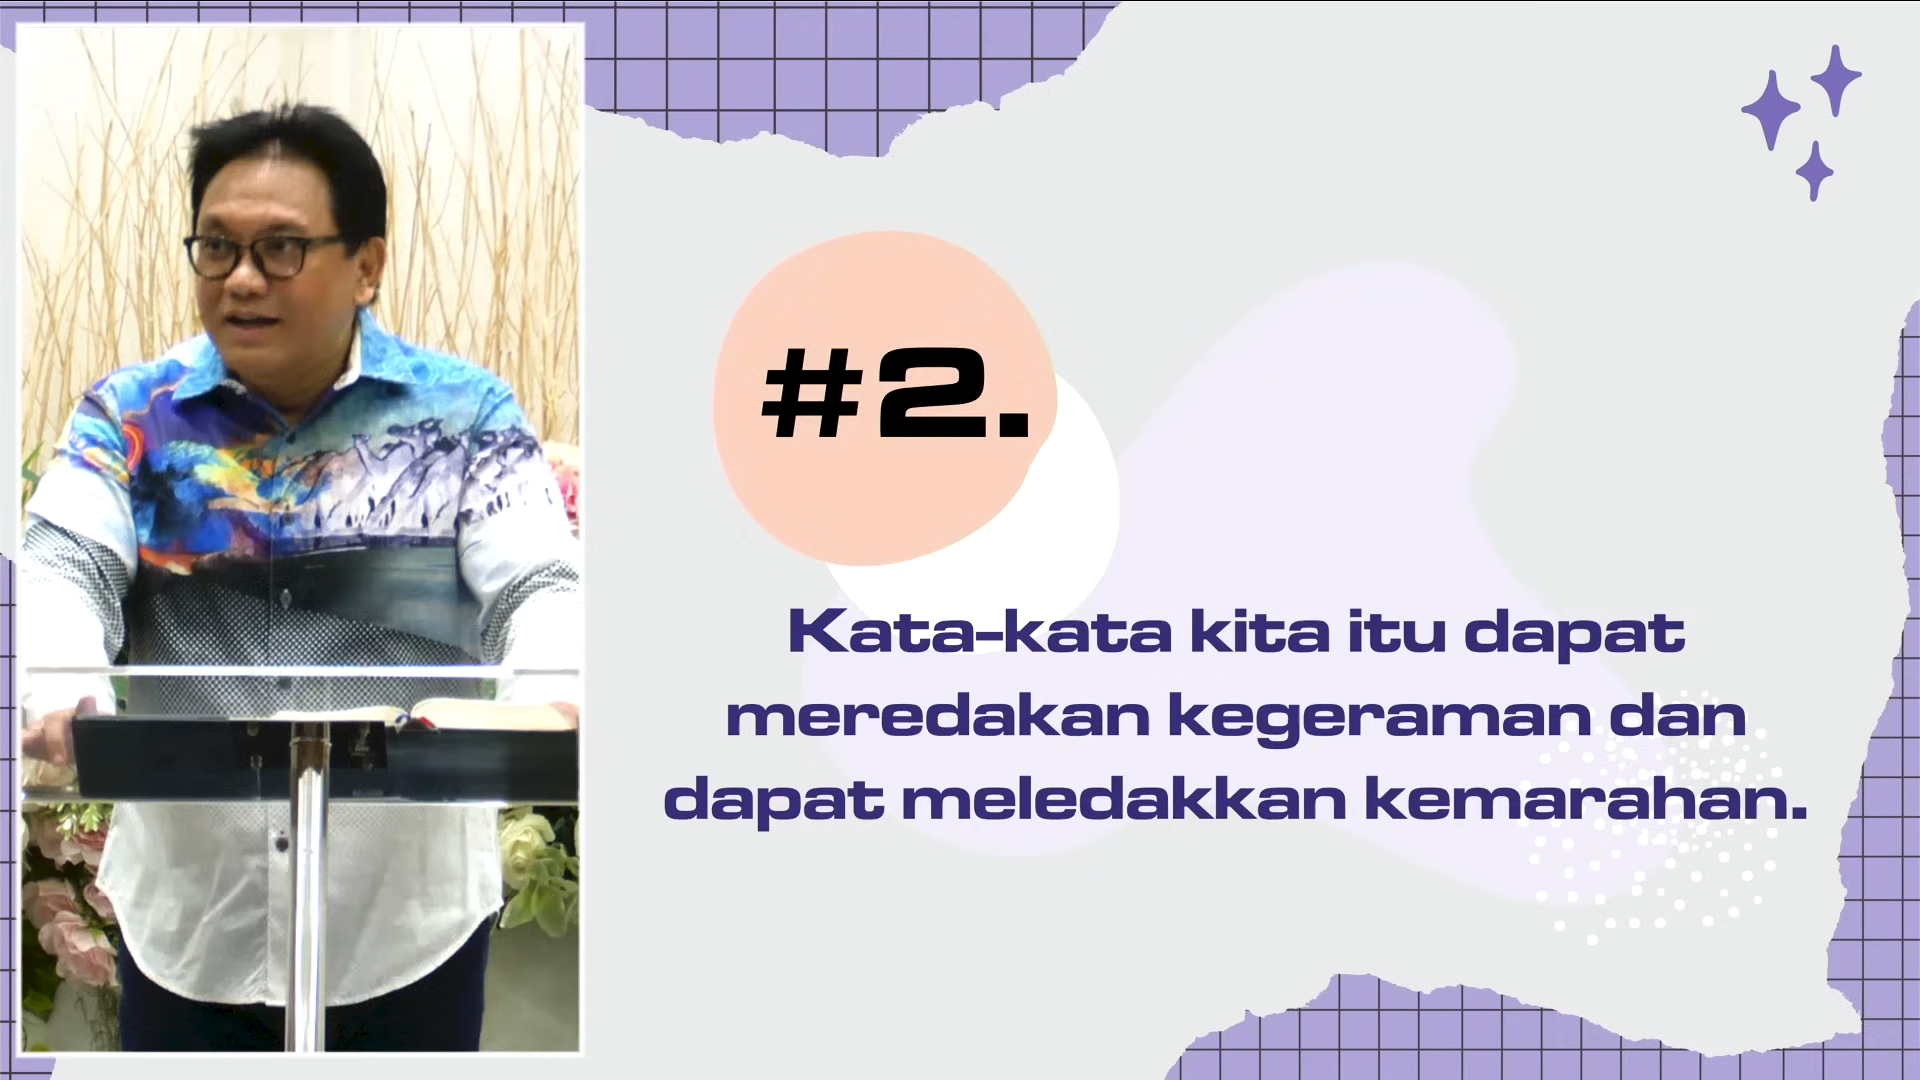 #2.
Kata-kata kita itu dapat
meredakan kegeraman dan
dapat meledakkan kemarahan.